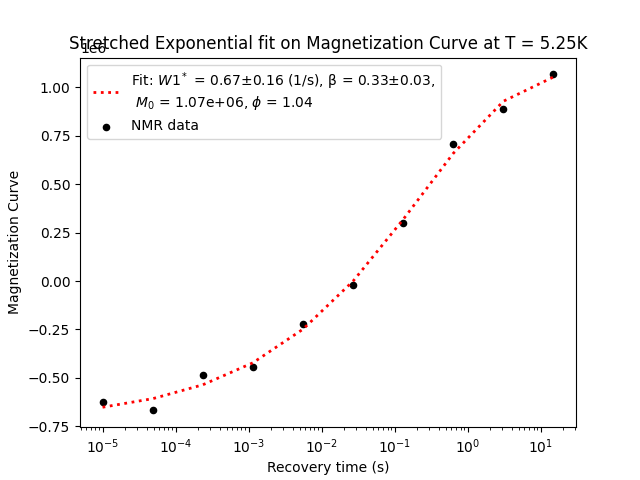 Stretched Exponential fit on Magnetization Curve at T = 5.25K
1e6
Fit: W1* = 0.67±0.16 (1/s), β = 0.33±0.03,
M₀ = 1.07e+06, ϕ = 1.04
NMR data
1.00
0.75
0.50
0.25
0.00
−0.25
−0.50
−0.75
Magnetization Curve
10⁻⁵ 10⁻⁴ 10⁻³ 10⁻² 10⁻¹ 10⁰ 10¹
Recovery time (s)